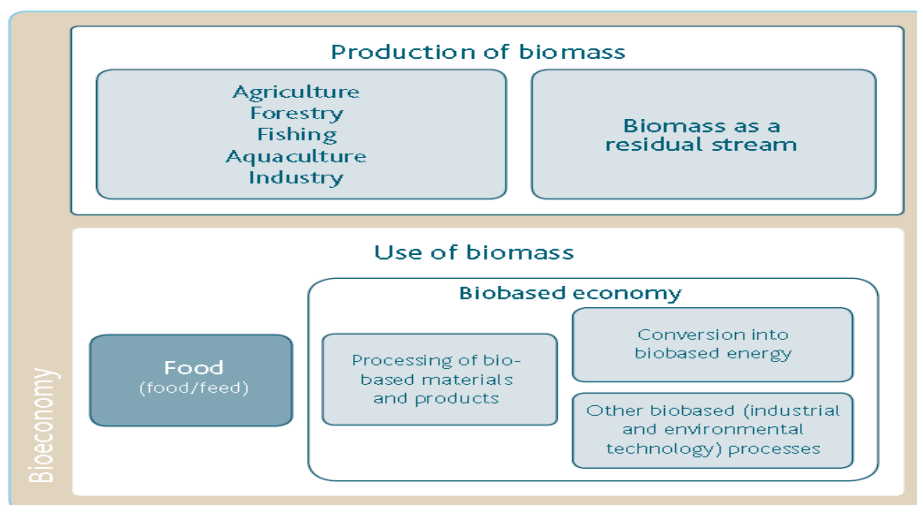 Production of biomass
Agriculture
Forestry
Fishing
Aquaculture
Industry
Biomass as a
residual stream
Use of biomass
Biobased economy
Food
(food/feed)
Processing of bio-
based materials
and products
Conversion into
biobased energy
Other biobased (industrial
and environmental
technology) processes
Bioeconomy